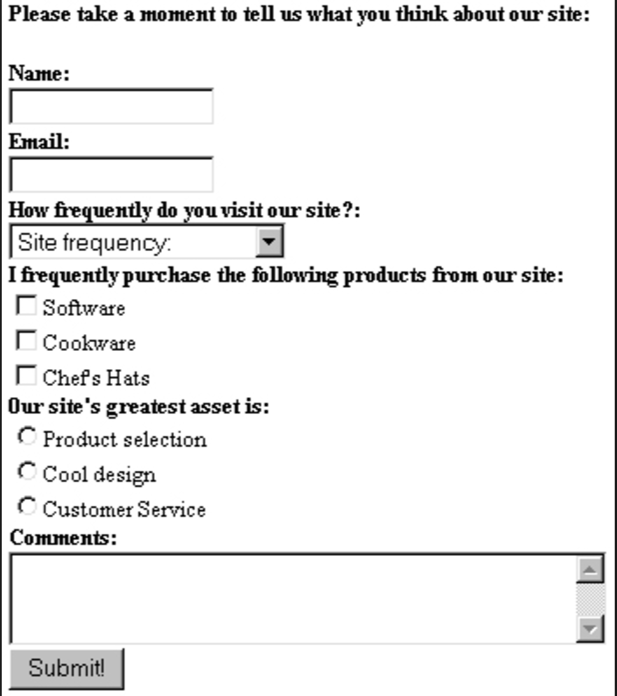 Please take a moment to tell us what you think about our site:
Name:
Email:
How frequently do you visit our site?:
Site frequency:
I frequently purchase the following products from our site:
Software
Cookware
Chef's Hats
Our site's greatest asset is:
Product selection
Cool design
Customer Service
Comments:
Submit!